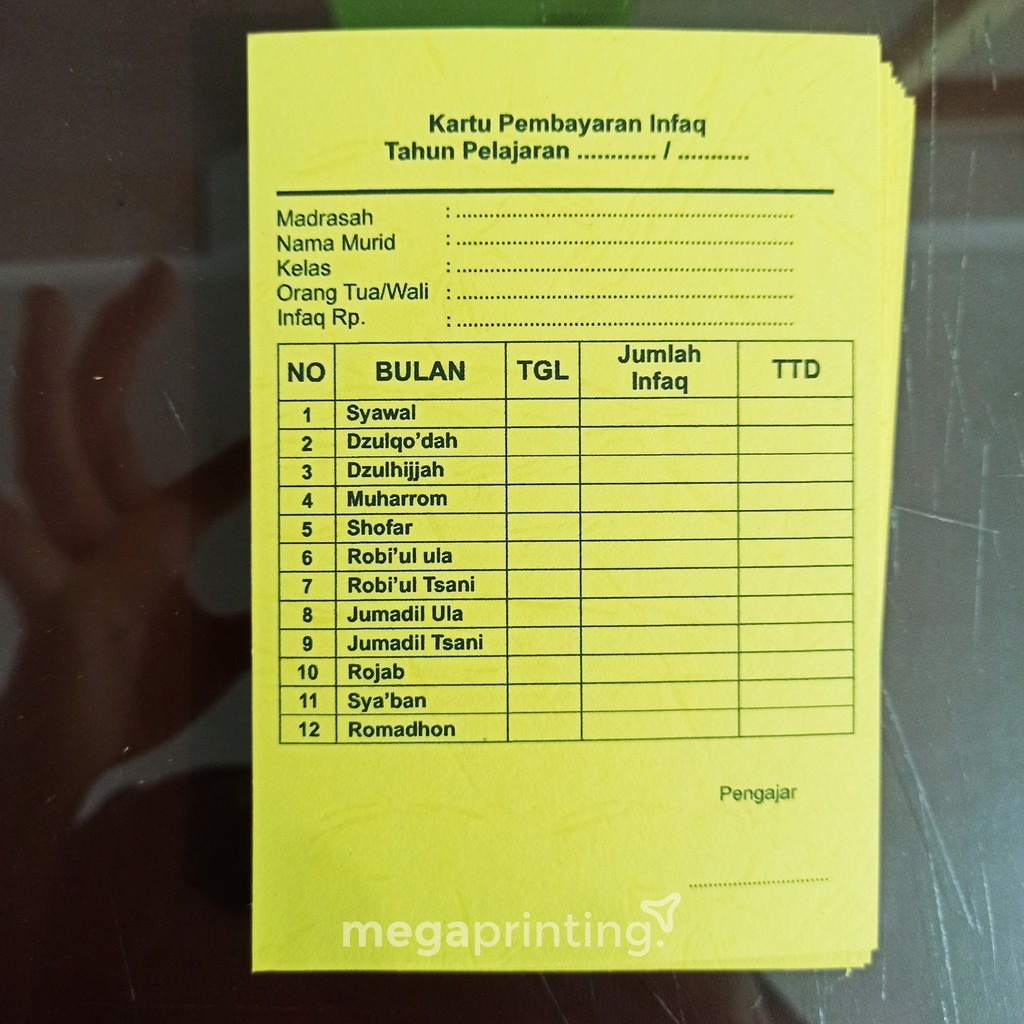 Kartu Pembayaran Infaq
Tahun Pelajaran ............ / ...........
Madrasah : ................................................................
Nama Murid : ................................................................
Kelas : ................................................................
Orang Tua/Wali : ................................................................
Infaq Rp. : ................................................................
NO BULAN TGL Jumlah Infaq TTD
1 Syawal
2 Dzulqo’dah
3 Dzulhijjah
4 Muharrom
5 Shofar
6 Robi’ul ula
7 Robi’ul Tsani
8 Jumadil Ula
9 Jumadil Tsani
10 Rojab
11 Sya’ban
12 Romadhon
Pengajar
................................
megaprinting.